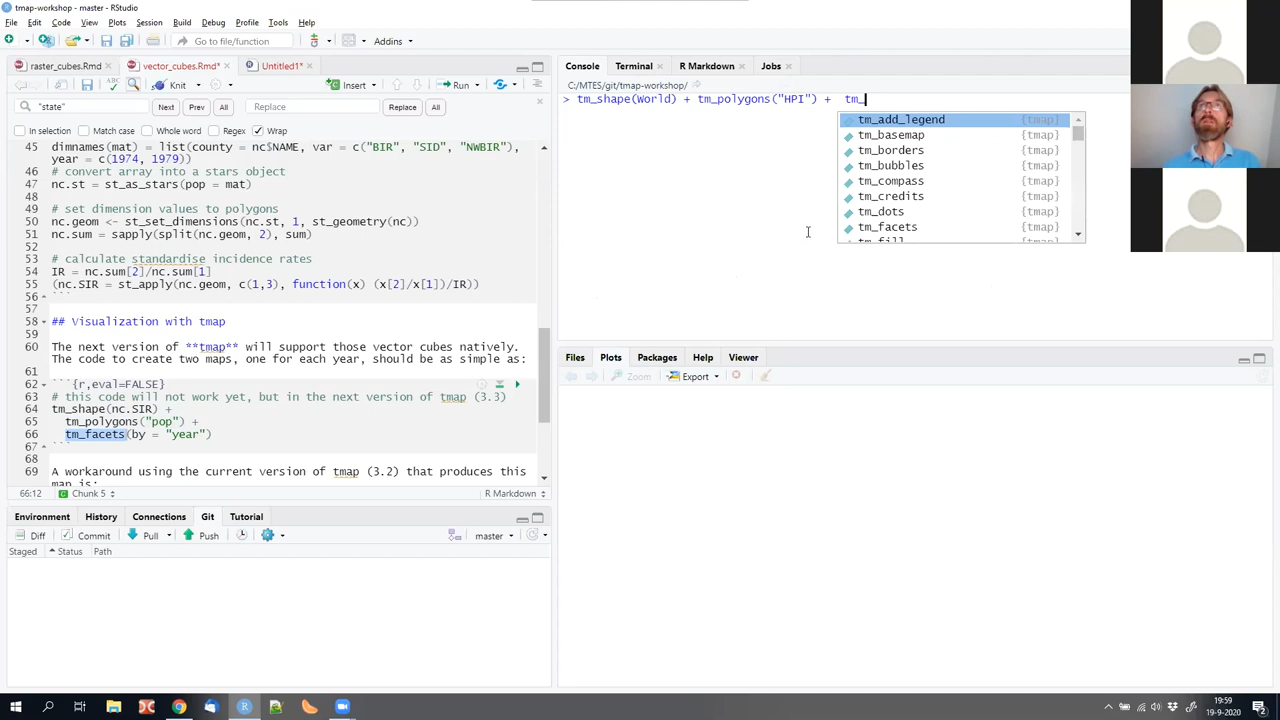 tmap-workshop - master - RStudio
File Edit Code View Plots Session Build Debug Profile Tools Help
Go to file/function Addins
raster_cubes.Rmd vector_cubes.Rmd* Untitled1*
Knit Insert Run
"state" Next Prev All Replace Replace All
In selection Match case Whole word Regex Wrap
45 dimnames(mat) = list(county = nc$NAME, var = c("BIR", "SID", "NWBIR"),
year = c(1974, 1979))
46 # convert array into a stars object
47 nc.st = st_as_stars(pop = mat)
48
49 # set dimension values to polygons
50 nc.geom <- st_set_dimensions(nc.st, 1, st_geometry(nc))
51 nc.sum = sapply(split(nc.geom, 2), sum)
52
53 # calculate standardise incidence rates
54 IR = nc.sum[2]/nc.sum[1]
55 (nc.SIR = st_apply(nc.geom, c(1,3), function(x) (x[2]/x[1])/IR))
56 ```
57
58 ## Visualization with tmap
59
60 The next version of **tmap** will support those vector cubes natively.
The code to create two maps, one for each year, should be as simple as:
61
62 ```{r,eval=FALSE}
63 # this code will not work yet, but in the next version of tmap (3.3)
64 tm_shape(nc.SIR) +
65 tm_polygons("pop") +
66 tm_facets(by = "year")
67 ```
68
69 A workaround using the current version of tmap (3.2) that produces this
map is:
66:12 Chunk 5 R Markdown
Environment History Connections Git Tutorial
Diff Commit Pull Push master
Staged Status Path
Console Terminal R Markdown Jobs
C:/MTES/git/tmap-workshop/
> tm_shape(World) + tm_polygons("HPI") + tm_
tm_add_legend {tmap}
tm_basemap {tmap}
tm_borders {tmap}
tm_bubbles {tmap}
tm_compass {tmap}
tm_credits {tmap}
tm_dots {tmap}
tm_facets {tmap}
tm_fill
Files Plots Packages Help Viewer
Zoom Export
19:59
19-9-2020
2